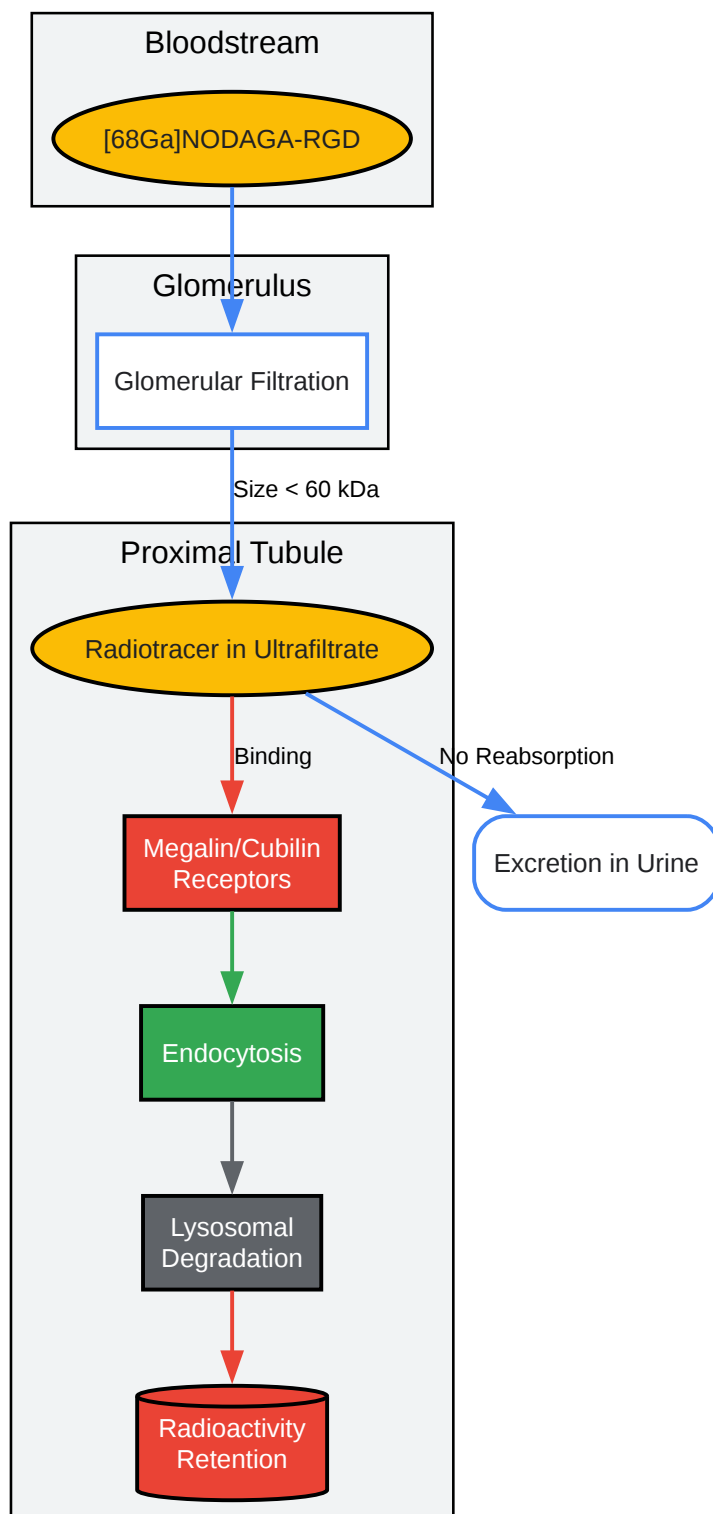 Bloodstream
[68Ga]NODAGA-RGD
Glomerulus
Glomerular Filtration
Size < 60 kDa
Proximal Tubule
Radiotracer in Ultrafiltrate
Binding
No Reabsorption
Megalin/Cubilin
Receptors
Excretion in Urine
Endocytosis
Lysosomal
Degradation
Radioactivity
Retention